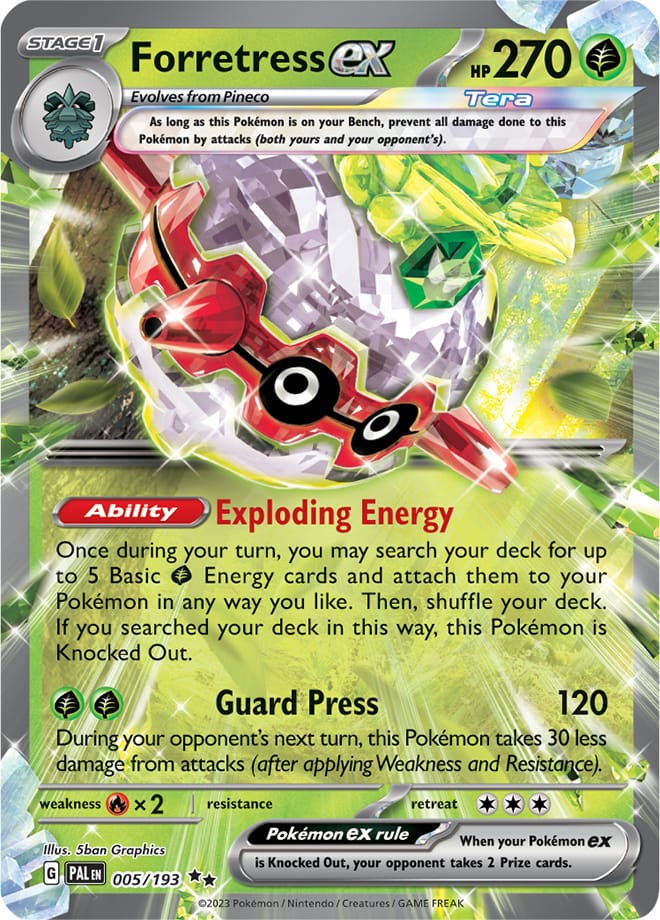 STAGE1
Forretress ex
HP 270
Evolves from Pineco
Tera
As long as this Pokémon is on your Bench, prevent all damage done to this
Pokémon by attacks (both yours and your opponent's).
Ability Exploding Energy
Once during your turn, you may search your deck for up
to 5 Basic Energy cards and attach them to your
Pokémon in any way you like. Then, shuffle your deck.
If you searched your deck in this way, this Pokémon is
Knocked Out.
Guard Press 120
During your opponent's next turn, this Pokémon takes 30 less
damage from attacks (after applying Weakness and Resistance).
weakness ×2 resistance retreat
Illus. 5ban Graphics
Pokémon ex rule
When your Pokémon ex
is Knocked Out, your opponent takes 2 Prize cards.
G PAL EN 005/193 ★★
©2023 Pokémon / Nintendo / Creatures / GAME FREAK